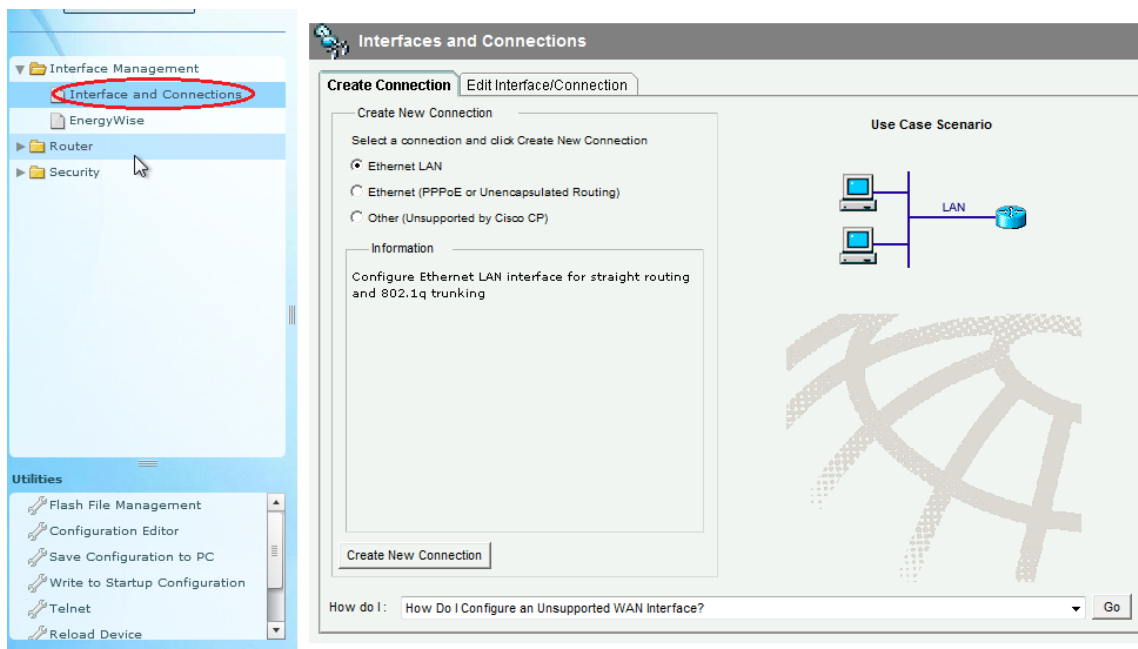 Interface Management
Interface and Connections
EnergyWise
Router
Security
Utilities
Flash File Management
Configuration Editor
Save Configuration to PC
Write to Startup Configuration
Telnet
Reload Device
Interfaces and Connections
Create Connection
Edit Interface/Connection
Create New Connection
Select a connection and click Create New Connection
Ethernet LAN
Ethernet (PPPoE or Unencapsulated Routing)
Other (Unsupported by Cisco CP)
Information
Configure Ethernet LAN interface for straight routing
and 802.1q trunking
Create New Connection
Use Case Scenario
LAN
How do I:
How Do I Configure an Unsupported WAN Interface?
Go